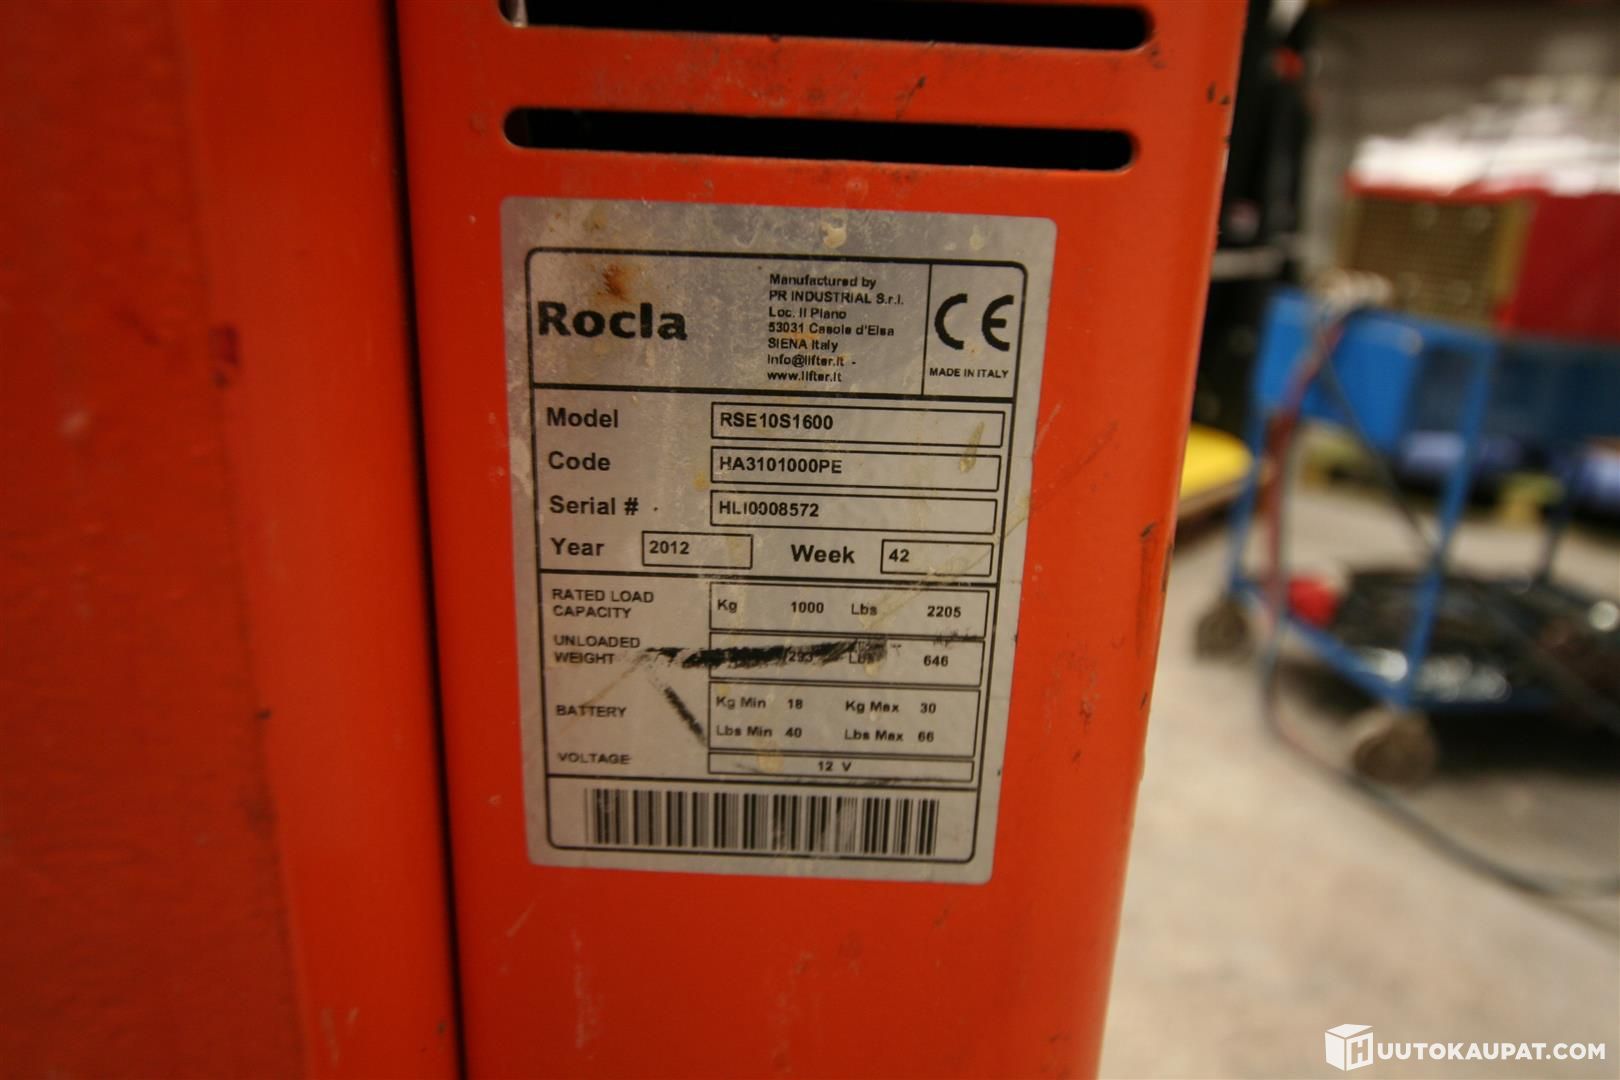 Rocla
Manufactured by
PR INDUSTRIAL S.r.l.
Loc. Il Piano
53031 Casole d'Elsa
SIENA Italy
info@lifter.it -
www.lifter.it
CE
MADE IN ITALY
Model RSE10S1600
Code HA3101000PE
Serial # HLI0008572
Year 2012 Week 42
RATED LOAD CAPACITY Kg 1000 Lbs 2205
UNLOADED WEIGHT 293 Lbs 646
BATTERY Kg Min 18 Kg Max 30
Lbs Min 40 Lbs Max 66
VOLTAGE 12 V
HUUTOKAUPAT.COM